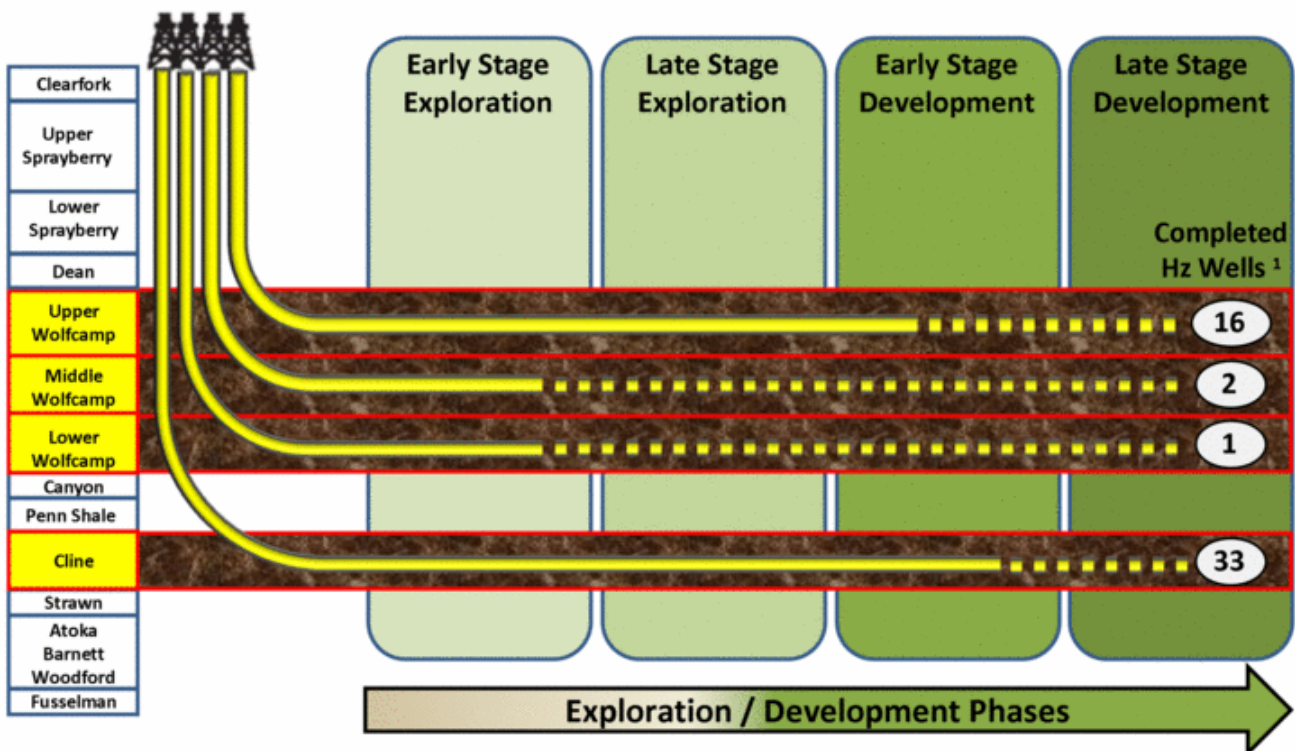 Clearfork
Upper
Sprayberry
Lower
Sprayberry
Dean
Upper
Wolfcamp
Middle
Wolfcamp
Lower
Wolfcamp
Canyon
Penn Shale
Cline
Strawn
Atoka
Barnett
Woodford
Fusselman
Early Stage
Exploration
Late Stage
Exploration
Early Stage
Development
Late Stage
Development
Completed
Hz Wells ¹
16
2
1
33
Exploration / Development Phases